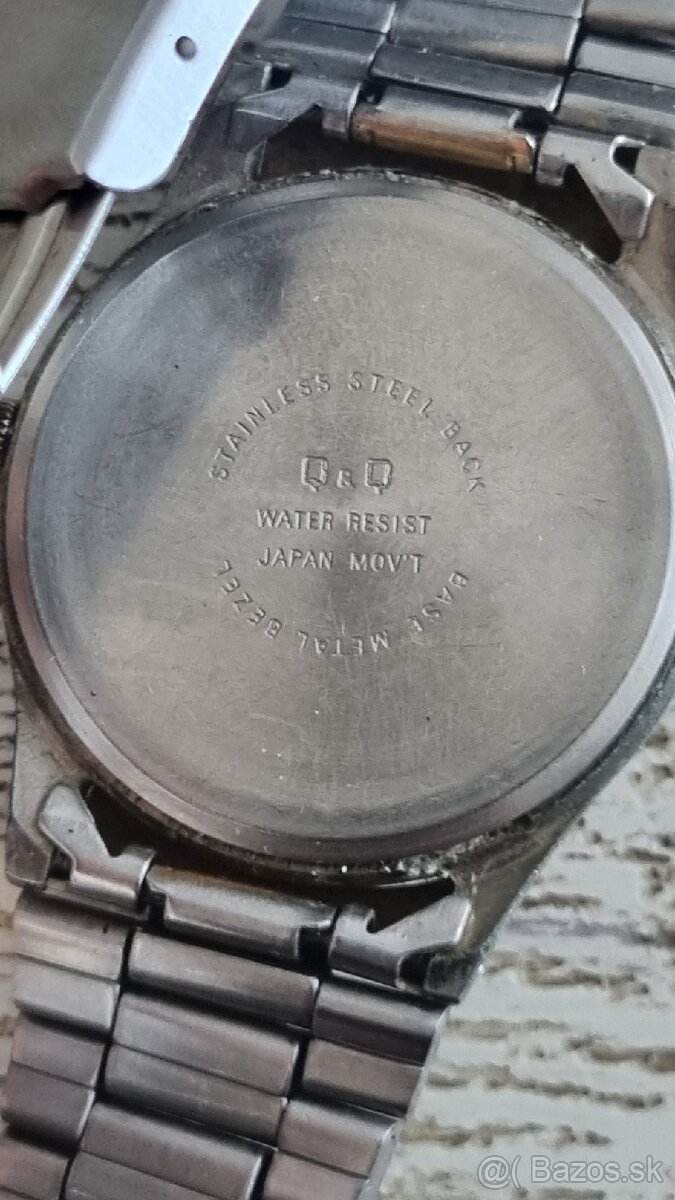 STAINLESS STEEL BACK
Q&Q
WATER RESIST
JAPAN MOV'T
BASE METAL BEZEL
@( Bazos.sk